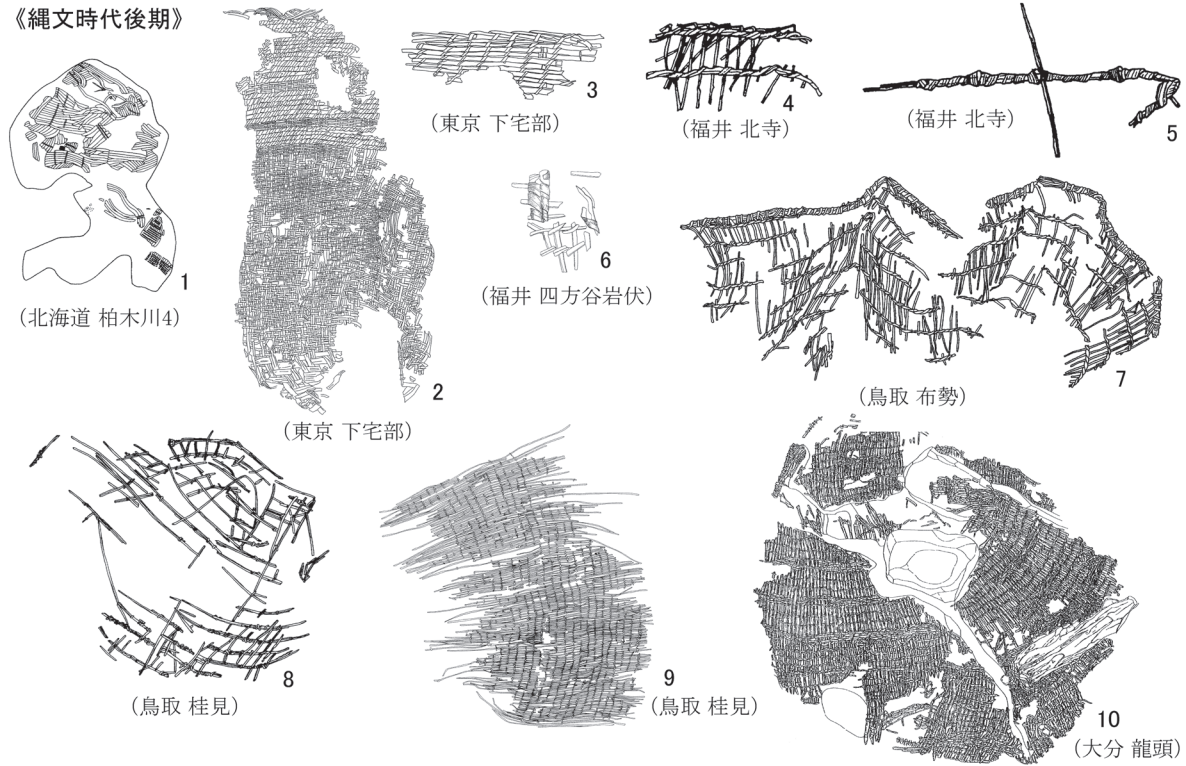 《縄文時代後期》
1
（北海道 柏木川4）
2
（東京 下宅部）
3
（東京 下宅部）
4
（福井 北寺）
5
（福井 北寺）
6
（福井 四方谷岩伏）
7
（鳥取 布勢）
8
（鳥取 桂見）
9
（鳥取 桂見）
10
（大分 龍頭）